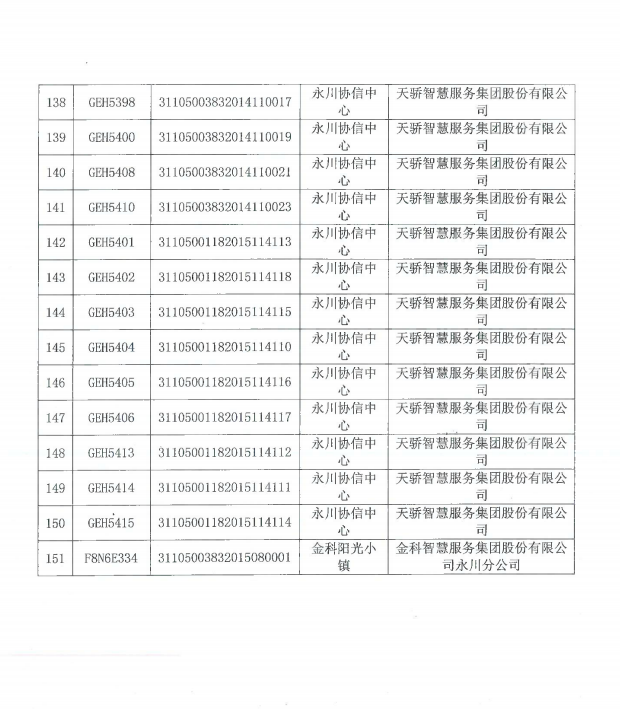 138 GEH5398 31105003832014110017 永川协信中心 天骄智慧服务集团股份有限公司
139 GEH5400 31105003832014110019 永川协信中心 天骄智慧服务集团股份有限公司
140 GEH5408 31105003832014110021 永川协信中心 天骄智慧服务集团股份有限公司
141 GEH5410 31105003832014110023 永川协信中心 天骄智慧服务集团股份有限公司
142 GEH5401 31105001182015114113 永川协信中心 天骄智慧服务集团股份有限公司
143 GEH5402 31105001182015114118 永川协信中心 天骄智慧服务集团股份有限公司
144 GEH5403 31105001182015114115 永川协信中心 天骄智慧服务集团股份有限公司
145 GEH5404 31105001182015114110 永川协信中心 天骄智慧服务集团股份有限公司
146 GEH5405 31105001182015114116 永川协信中心 天骄智慧服务集团股份有限公司
147 GEH5406 31105001182015114117 永川协信中心 天骄智慧服务集团股份有限公司
148 GEH5413 31105001182015114112 永川协信中心 天骄智慧服务集团股份有限公司
149 GEH5414 31105001182015114111 永川协信中心 天骄智慧服务集团股份有限公司
150 GEH5415 31105001182015114114 永川协信中心 天骄智慧服务集团股份有限公司
151 F8N6E334 31105003832015080001 金科阳光小镇 金科智慧服务集团股份有限公司永川分公司